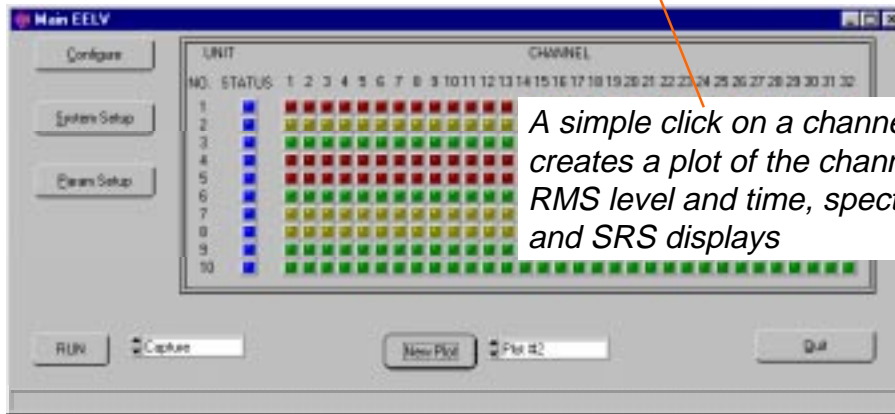 Main EELV
Configure
System Setup
Param Setup
UNIT CHANNEL
NO. STATUS 1 2 3 4 5 6 7 8 9 10 11 12 13 14 15 16 17 18 19 20 21 22 23 24 25 26 27 28 29 30 31 32
1
2
3
4
5
6
7
8
9
10
A simple click on a channe
creates a plot of the chann
RMS level and time, spect
and SRS displays
RUN Capture New Plot Plot #2 Quit